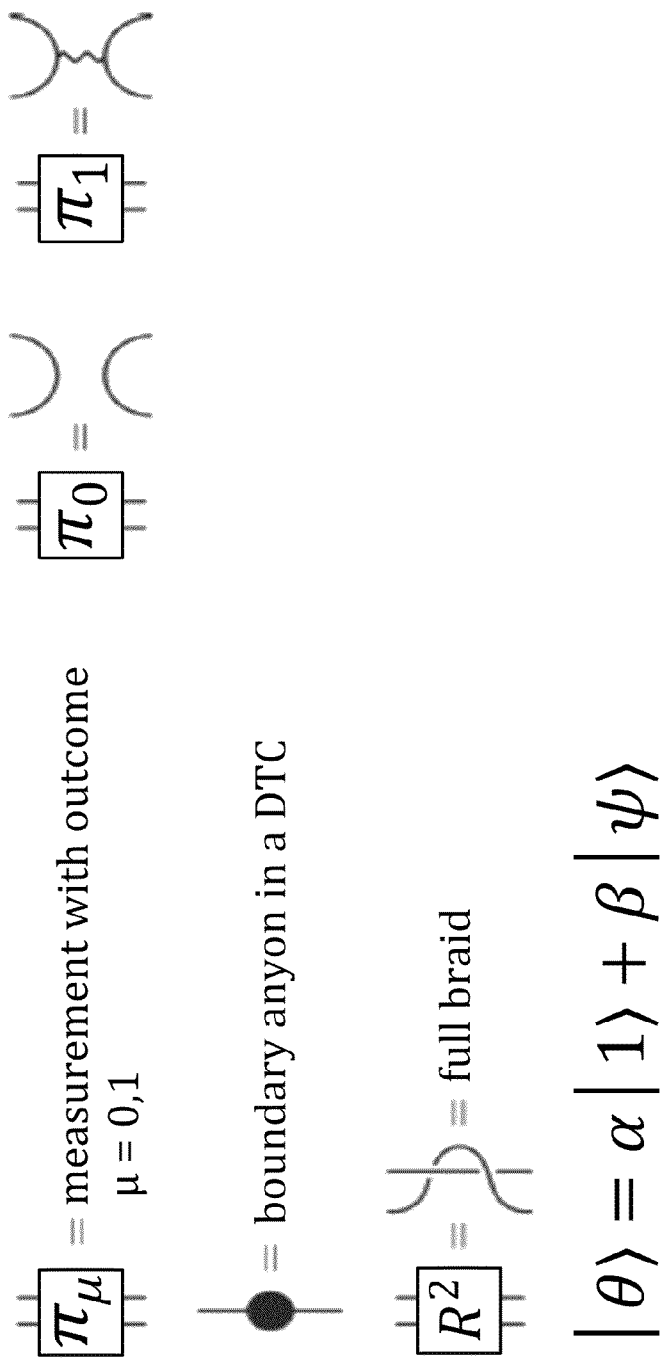 π_μ = measurement with outcome
μ = 0,1
π_0 =
π_1 =
= boundary anyon in a DTC
R^2 = = full braid
|θ⟩ = α|1⟩ + β|ψ⟩